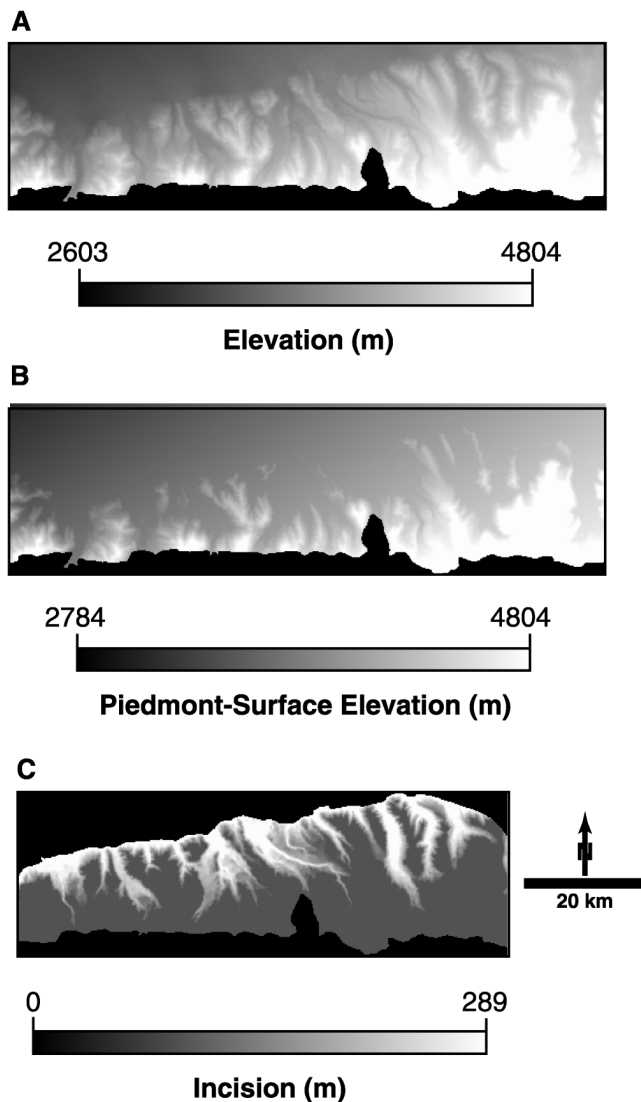 A
2603 4804
Elevation (m)
B
2784 4804
Piedmont-Surface Elevation (m)
C
N
20 km
0 289
Incision (m)